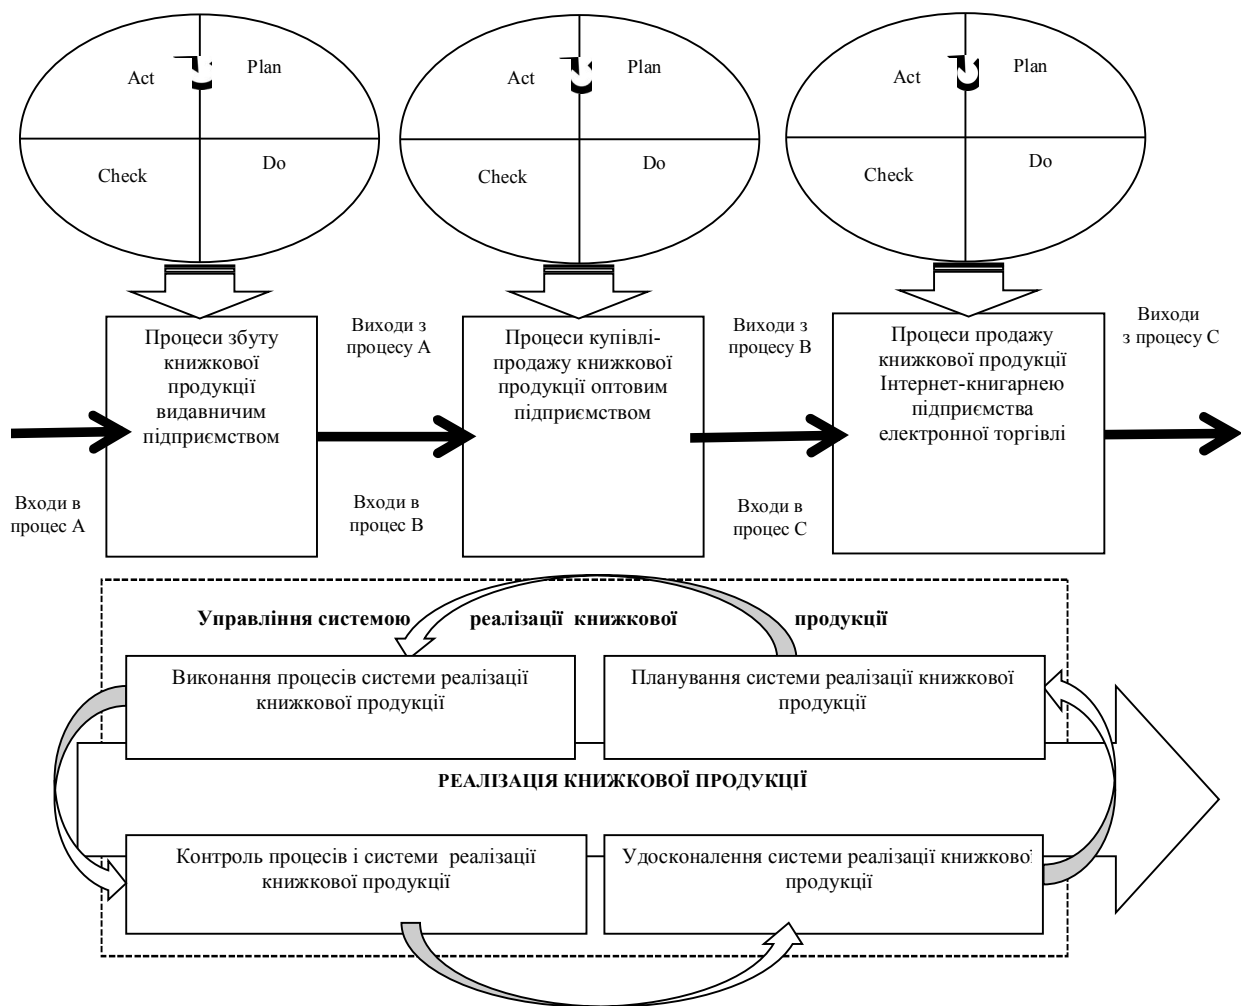 Act
Plan
Check
Do
Act
Plan
Check
Do
Act
Plan
Check
Do
Процеси збуту
книжкової
продукції
видавничим
підприємством
Виходи з
процесу А
Процеси купівлі-
продажу книжкової
продукції оптовим
підприємством
Виходи з
процесу В
Процеси продажу
книжкової продукції
Інтернет-книгарнею
підприємства
електронної торгівлі
Виходи
з процесу С
Входи в
процес А
Входи в
процес В
Входи в
процес С
Управління системою реалізації книжкової продукції
Виконання процесів системи реалізації
книжкової продукції
Планування системи реалізації книжкової
продукції
РЕАЛІЗАЦІЯ КНИЖКОВОЇ ПРОДУКЦІЇ
Контроль процесів і системи реалізації
книжкової продукції
Удосконалення системи реалізації книжкової
продукції